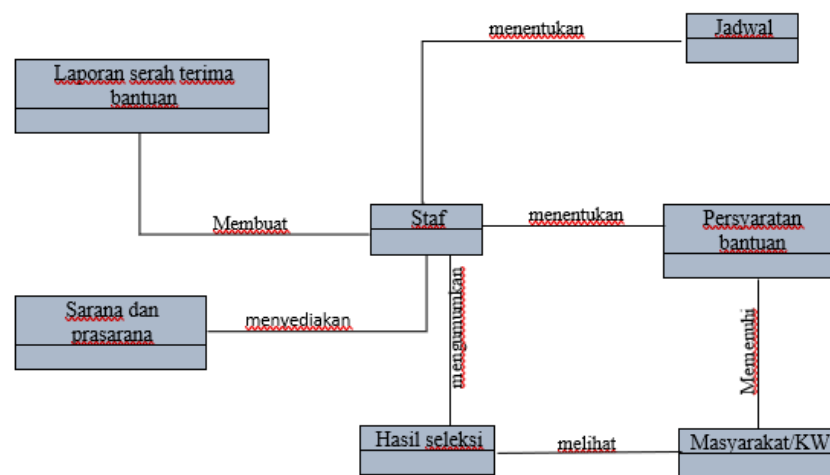 menentukan
Jadwal
Laporan serah terima
bantuan
Membuat
Staf
menentukan
Persyaratan
bantuan
Sarana dan
prasarana
menyediakan
mengumumkan
Memenuhi
Hasil seleksi
melihat
Masyarakat/KW